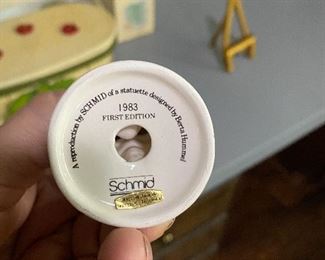 A reproduction by SCHMID of a statuette designed by Berta Hummel
1983
FIRST EDITION
Schmid